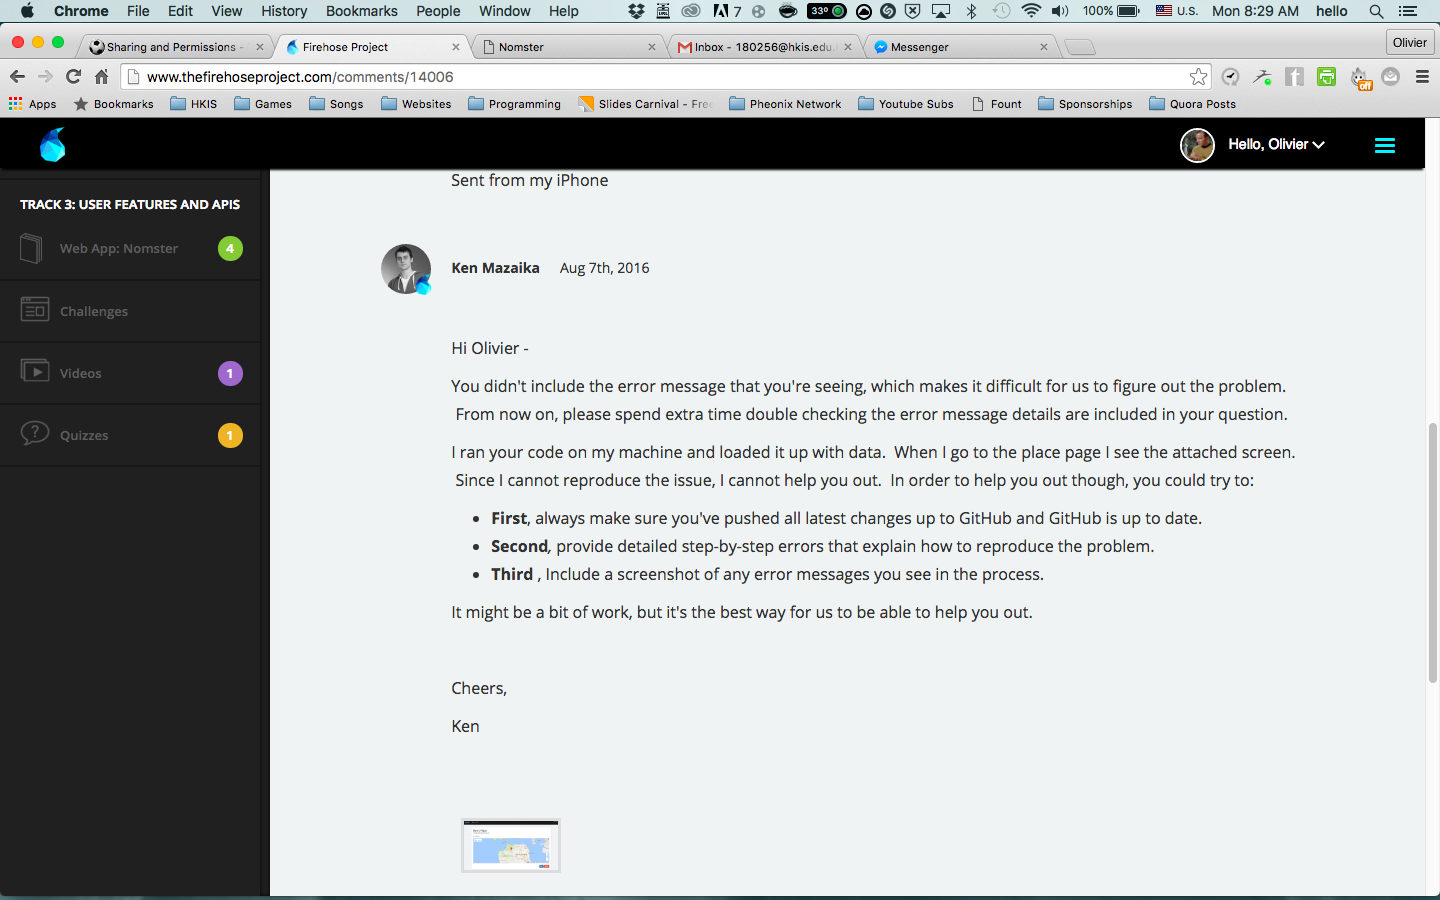 Chrome File Edit View History Bookmarks People Window Help 7 33° 100% U.S. Mon 8:29 AM hello
Sharing and Permissions - Firehose Project Nomster Inbox - 180256@hkis.edu. Messenger Olivier
www.thefirehoseproject.com/comments/14006 off
Apps Bookmarks HKIS Games Songs Websites Programming Slides Carnival - Free Pheonix Network Youtube Subs Fount Sponsorships Quora Posts
Hello, Olivier
TRACK 3: USER FEATURES AND APIS
Web App: Nomster 4
Challenges
Videos 1
Quizzes 1
Sent from my iPhone
Ken Mazaika Aug 7th, 2016
Hi Olivier -
You didn't include the error message that you're seeing, which makes it difficult for us to figure out the problem.
From now on, please spend extra time double checking the error message details are included in your question.
I ran your code on my machine and loaded it up with data. When I go to the place page I see the attached screen.
Since I cannot reproduce the issue, I cannot help you out. In order to help you out though, you could try to:
• First, always make sure you've pushed all latest changes up to GitHub and GitHub is up to date.
• Second, provide detailed step-by-step errors that explain how to reproduce the problem.
• Third , Include a screenshot of any error messages you see in the process.
It might be a bit of work, but it's the best way for us to be able to help you out.
Cheers,
Ken